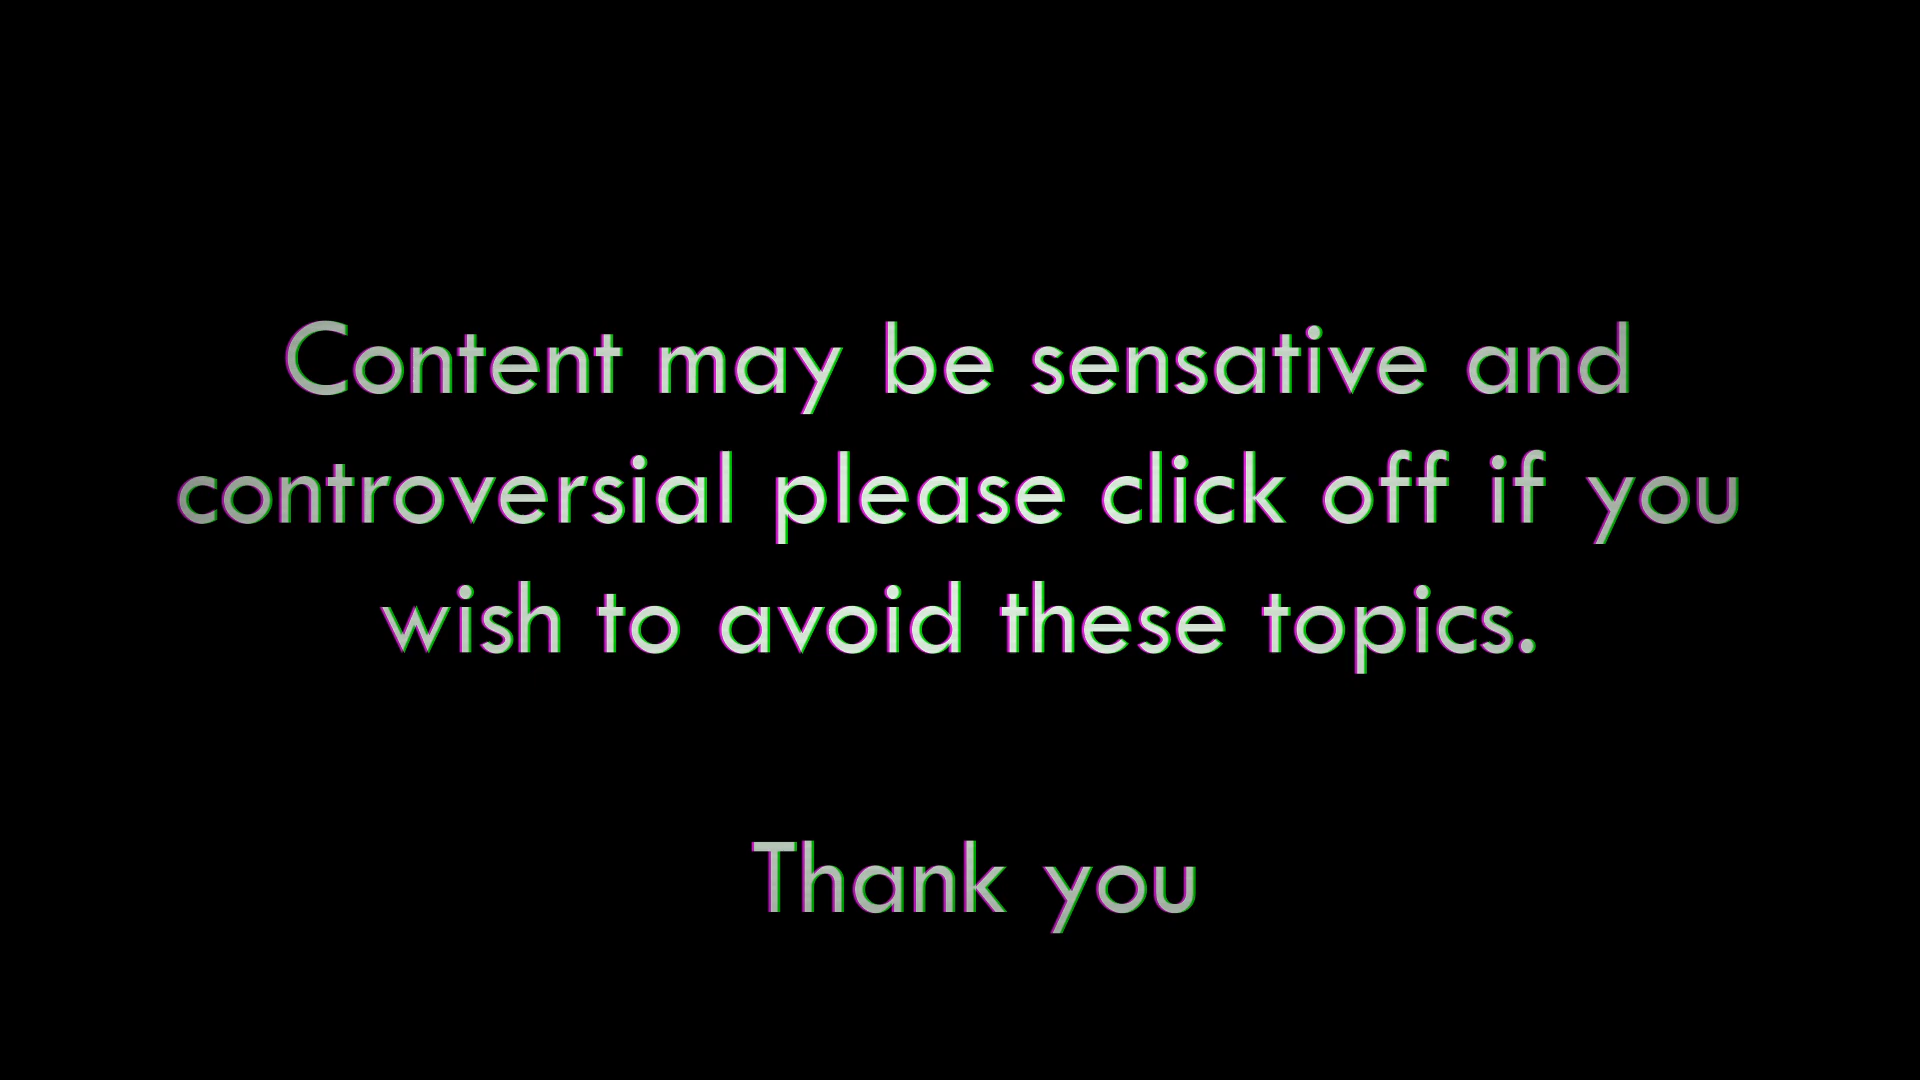 Content may be sensative and
controversial please click off if you
wish to avoid these topics.
Thank you